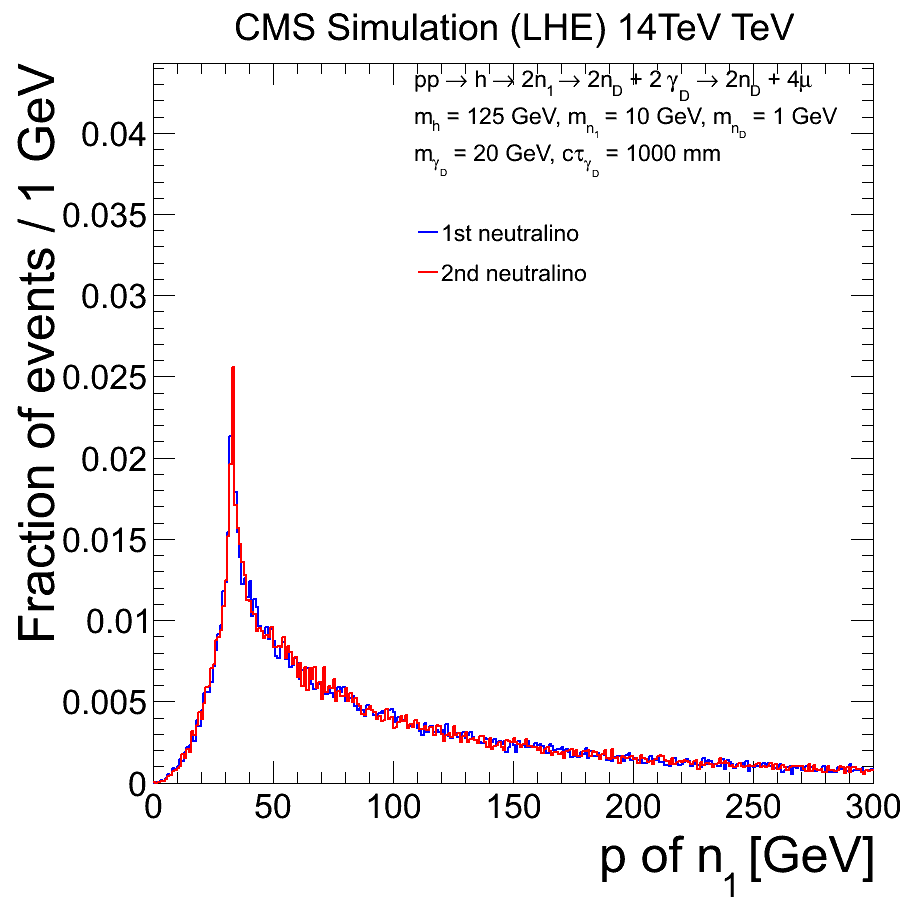 CMS Simulation (LHE) 14TeV TeV
pp → h → 2n1 → 2nD + 2 γD → 2nD + 4μ
mh = 125 GeV, mn1 = 10 GeV, mnD = 1 GeV
mγD = 20 GeV, cτγD = 1000 mm
1st neutralino
2nd neutralino
Fraction of events / 1 GeV
0.04
0.035
0.03
0.025
0.02
0.015
0.01
0.005
0
0 50 100 150 200 250 300
p of n1 [GeV]